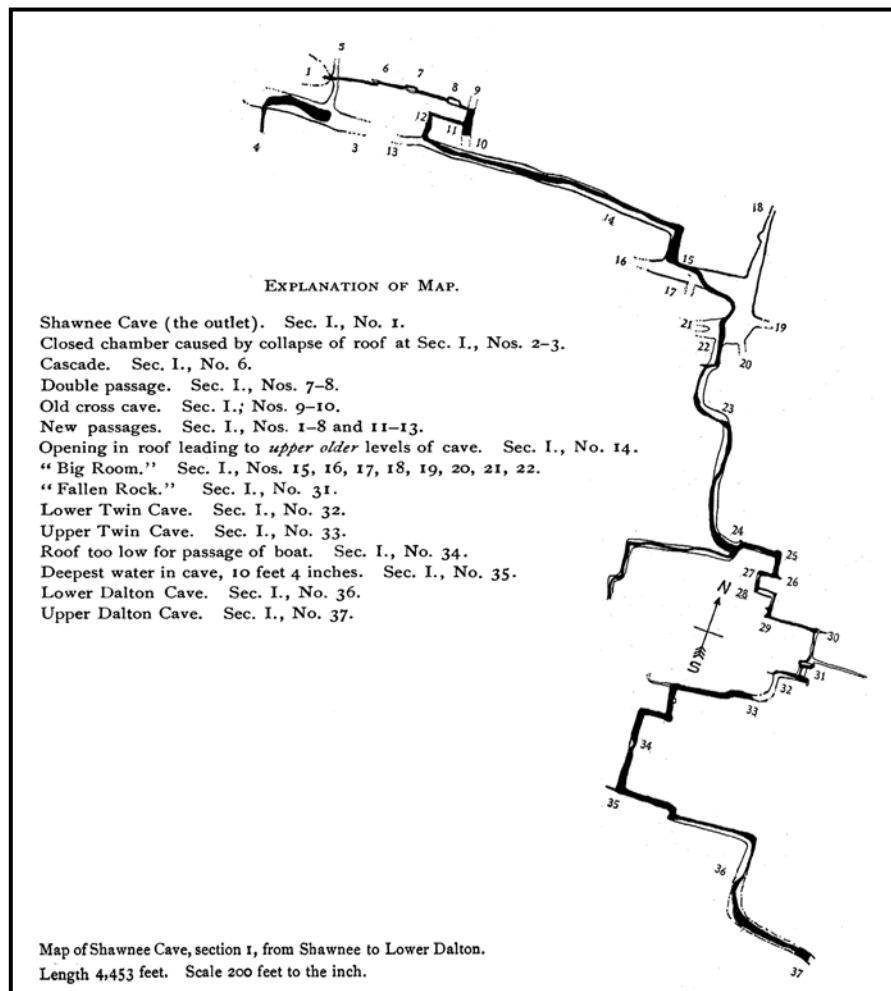 5
1
6
7
8
9
12
11
10
4
3
13
14
18
16
15
17
19
21
22
20
23
24
25
27
26
N
28
29
30
S
31
32
33
34
35
36
37
EXPLANATION OF MAP.
Shawnee Cave (the outlet). Sec. I., No. 1.
Closed chamber caused by collapse of roof at Sec. I., Nos. 2–3.
Cascade. Sec. I., No. 6.
Double passage. Sec. I., Nos. 7–8.
Old cross cave. Sec. I.; Nos. 9–10.
New passages. Sec. I., Nos. 1–8 and 11–13.
Opening in roof leading to upper older levels of cave. Sec. I., No. 14.
“Big Room.” Sec. I., Nos. 15, 16, 17, 18, 19, 20, 21, 22.
“Fallen Rock.” Sec. I., No. 31.
Lower Twin Cave. Sec. I., No. 32.
Upper Twin Cave. Sec. I., No. 33.
Roof too low for passage of boat. Sec. I., No. 34.
Deepest water in cave, 10 feet 4 inches. Sec. I., No. 35.
Lower Dalton Cave. Sec. I., No. 36.
Upper Dalton Cave. Sec. I., No. 37.
Map of Shawnee Cave, section 1, from Shawnee to Lower Dalton.
Length 4,453 feet. Scale 200 feet to the inch.